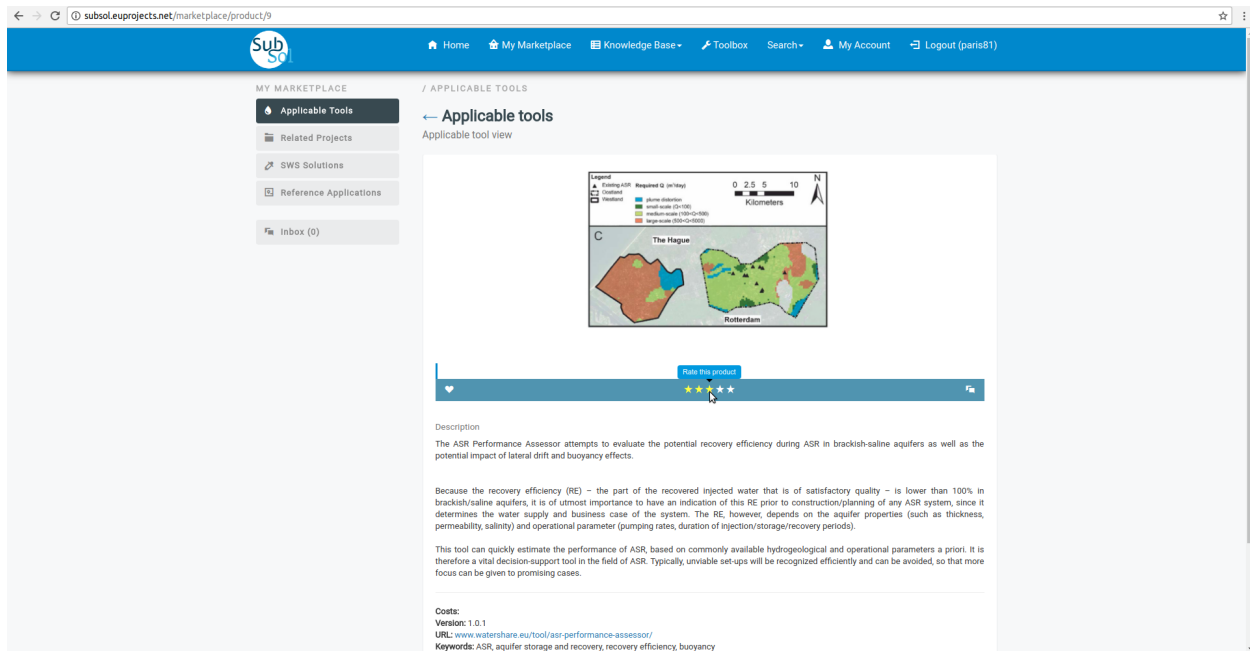 subsol.euprojects.net/marketplace/product/9
Sub
Sol
Home My Marketplace Knowledge Base Toolbox Search My Account Logout (paris81)
MY MARKETPLACE
Applicable Tools
Related Projects
SWS Solutions
Reference Applications
Inbox (0)
/ APPLICABLE TOOLS
← Applicable tools
Applicable tool view
Legend
Existing ASR Required Q (m³/day)
Oostland
Westland plume distortion
small-scale (Q<100)
medium-scale (100<Q<500)
large-scale (500<Q<5000)
0 2.5 5 10
Kilometers
N
C
The Hague
Rotterdam
Rate this product
Description
The ASR Performance Assessor attempts to evaluate the potential recovery efficiency during ASR in brackish-saline aquifers as well as the
potential impact of lateral drift and buoyancy effects.
Because the recovery efficiency (RE) – the part of the recovered injected water that is of satisfactory quality – is lower than 100% in
brackish/saline aquifers, it is of utmost importance to have an indication of this RE prior to construction/planning of any ASR system, since it
determines the water supply and business case of the system. The RE, however, depends on the aquifer properties (such as thickness,
permeability, salinity) and operational parameter (pumping rates, duration of injection/storage/recovery periods).
This tool can quickly estimate the performance of ASR, based on commonly available hydrogeological and operational parameters a priori. It is
therefore a vital decision-support tool in the field of ASR. Typically, unviable set-ups will be recognized efficiently and can be avoided, so that more
focus can be given to promising cases.
Costs:
Version: 1.0.1
URL: www.watershare.eu/tool/asr-performance-assessor/
Keywords: ASR, aquifer storage and recovery, recovery efficiency, buoyancy